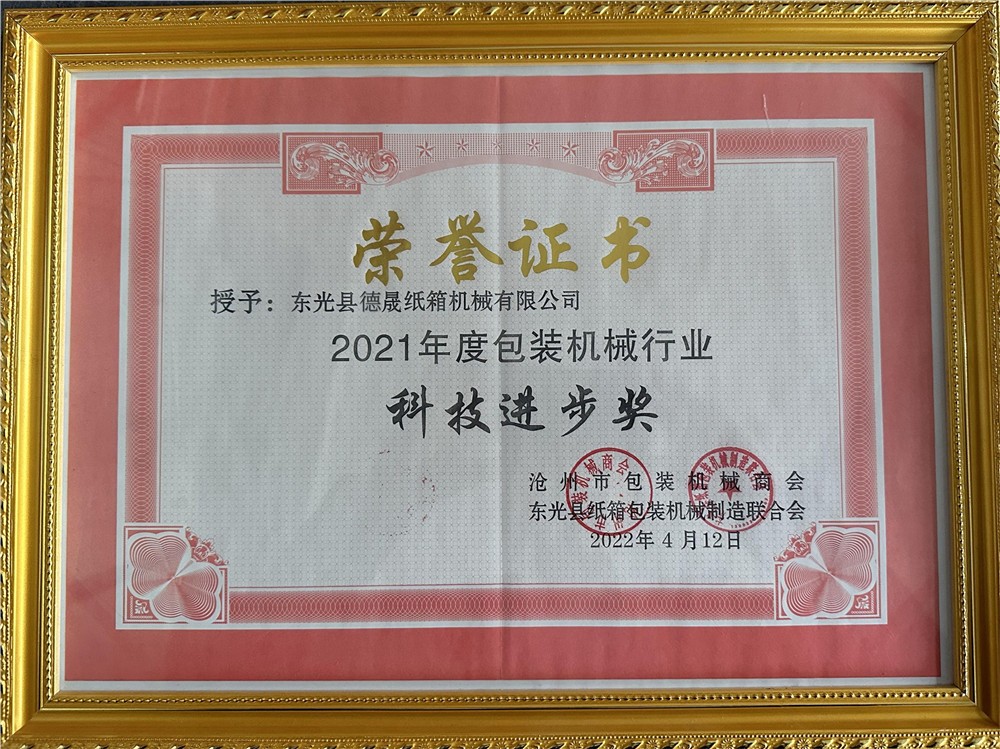 荣誉证书
授予：东光县德晟纸箱机械有限公司
2021年度包装机械行业
科技进步奖
沧州市包装机械商会
东光县纸箱包装机械制造联合会
2022年4月12日